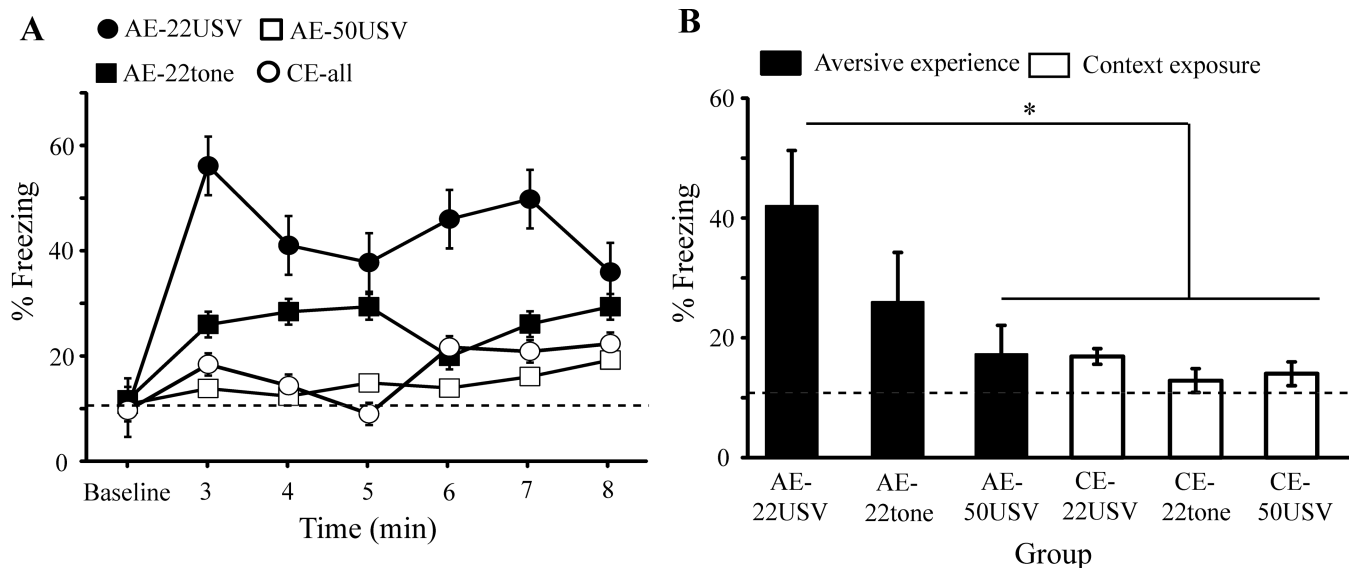 A
AE-22USV AE-50USV
AE-22tone CE-all
% Freezing
60
40
20
0
Baseline 3 4 5 6 7 8
Time (min)
B
Aversive experience Context exposure
% Freezing
60
*
40
20
0
AE- AE- AE- CE- CE- CE-
22USV 22tone 50USV 22USV 22tone 50USV
Group